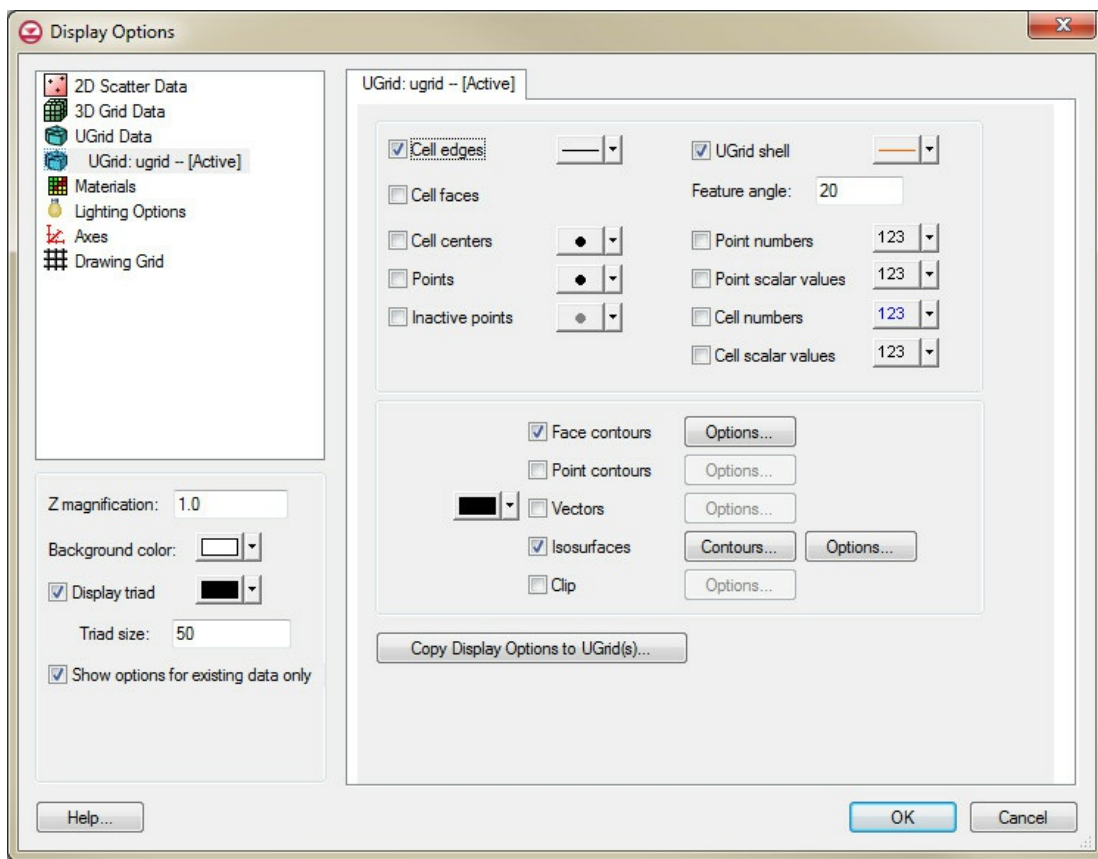 Display Options
2D Scatter Data
3D Grid Data
UGrid Data
UGrid: ugrid -- [Active]
Materials
Lighting Options
Axes
Drawing Grid
Z magnification: 1.0
Background color:
Display triad
Triad size: 50
Show options for existing data only
UGrid: ugrid -- [Active]
Cell edges
UGrid shell
Cell faces
Feature angle: 20
Cell centers
Point numbers 123
Points
Point scalar values 123
Inactive points
Cell numbers 123
Cell scalar values 123
Face contours Options...
Point contours Options...
Vectors Options...
Isosurfaces Contours... Options...
Clip Options...
Copy Display Options to UGrid(s)...
Help... OK Cancel